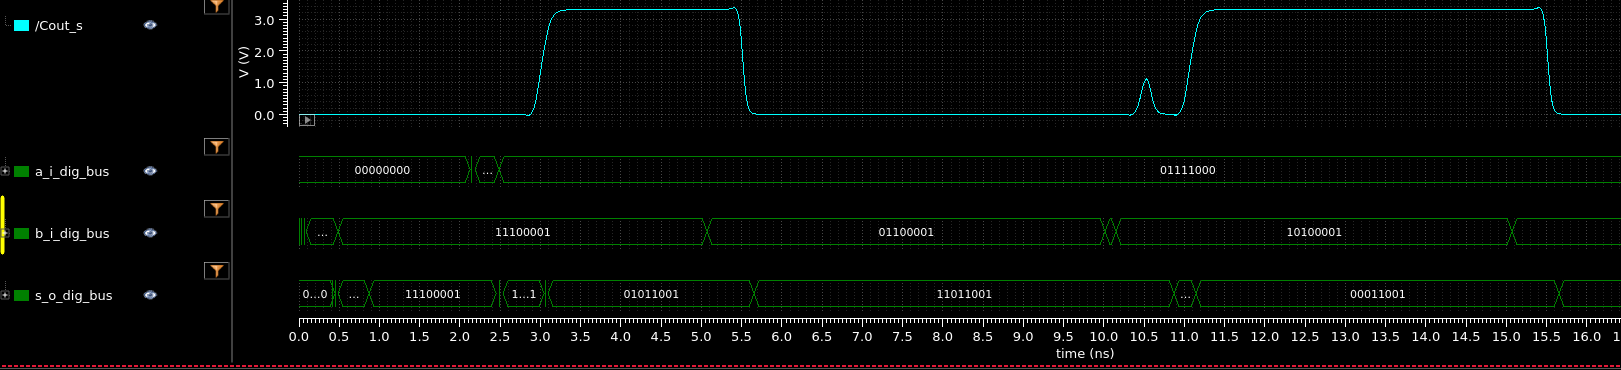 /Cout_s
V (V)
3.0
2.0
1.0
0.0
a_i_dig_bus
00000000 ... 01111000
b_i_dig_bus
... 11100001 01100001 10100001
s_o_dig_bus
0...0 ... 11100001 1...1 01011001 11011001 ... 00011001
0.0 0.5 1.0 1.5 2.0 2.5 3.0 3.5 4.0 4.5 5.0 5.5 6.0 6.5 7.0 7.5 8.0 8.5 9.0 9.5 10.0 10.5 11.0 11.5 12.0 12.5 13.0 13.5 14.0 14.5 15.0 15.5 16.0
time (ns)